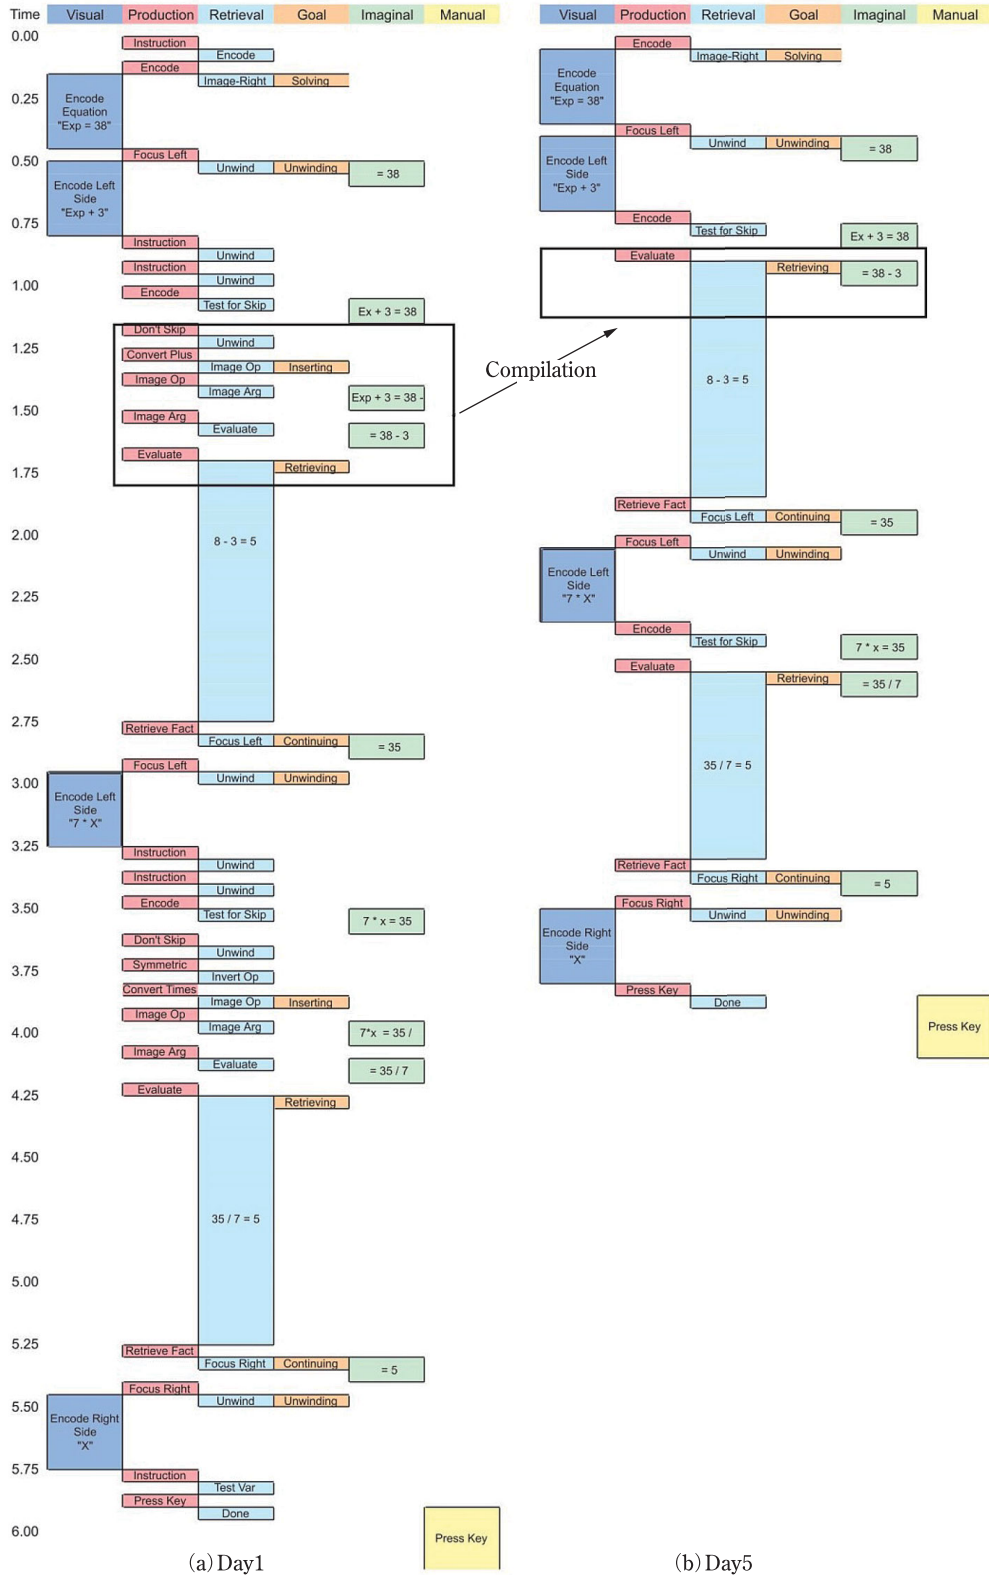 Time Visual Production Retrieval Goal Imaginal Manual
0.00
Instruction
Encode
Encode
Image-Right Solving
0.25
Encode
Equation
"Exp = 38"
Focus Left
0.50
Unwind Unwinding
= 38
Encode Left
Side
"Exp + 3"
0.75
Instruction
Unwind
Instruction
Unwind
1.00
Encode
Test for Skip
Ex + 3 = 38
Don't Skip
1.25
Unwind
Convert Plus
Image Op Inserting
Image Op
Image Arg
Exp + 3 = 38 -
1.50
Image Arg
Evaluate
= 38 - 3
Evaluate
Retrieving
1.75
2.00
8 - 3 = 5
2.25
2.50
2.75
Retrieve Fact
Focus Left Continuing
= 35
Focus Left
Unwind Unwinding
3.00
Encode Left
Side
"7 * X"
3.25
Instruction
Unwind
Instruction
Unwind
Encode
3.50
Test for Skip
7 * x = 35
Don't Skip
Unwind
Symmetric
3.75
Invert Op
Convert Times
Image Op Inserting
Image Op
4.00
Image Arg
7*x = 35 /
Image Arg
Evaluate
= 35 / 7
Evaluate
4.25
Retrieving
4.50
4.75
35 / 7 = 5
5.00
5.25
Retrieve Fact
Focus Right Continuing
= 5
Focus Right
Unwind Unwinding
5.50
Encode Right
Side
"X"
5.75
Instruction
Test Var
Press Key
Done
6.00
Press Key
(a) Day1
Compilation
Visual Production Retrieval Goal Imaginal Manual
Encode
Image-Right Solving
Encode
Equation
"Exp = 38"
Focus Left
Unwind Unwinding
= 38
Encode Left
Side
"Exp + 3"
Encode
Test for Skip
Ex + 3 = 38
Evaluate
Retrieving
= 38 - 3
8 - 3 = 5
Retrieve Fact
Focus Left Continuing
= 35
Focus Left
Unwind Unwinding
Encode Left
Side
"7 * X"
Encode
Test for Skip
7 * x = 35
Evaluate
Retrieving
= 35 / 7
35 / 7 = 5
Retrieve Fact
Focus Right Continuing
= 5
Focus Right
Unwind Unwinding
Encode Right
Side
"X"
Press Key
Done
Press Key
(b) Day5